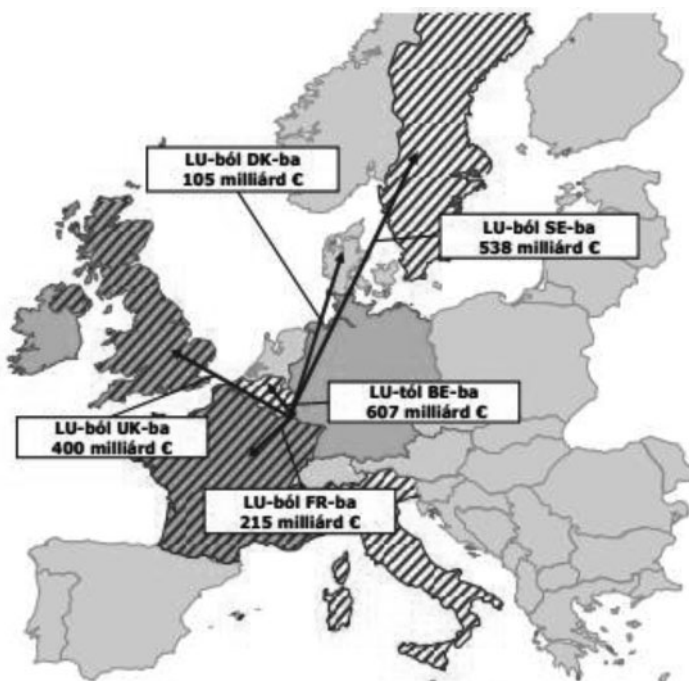 LU-ból DK-ba
105 milliárd €
LU-ból SE-ba
538 milliárd €
LU-tól BE-ba
607 milliárd €
LU-ból UK-ba
400 milliárd €
LU-ból FR-ba
215 milliárd €